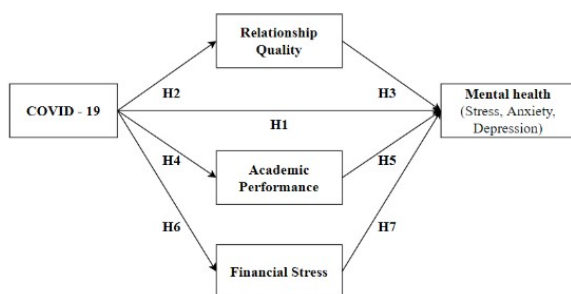 Relationship
Quality
H2
H3
COVID - 19
Mental health
(Stress, Anxiety,
Depression)
H1
H4
H5
Academic
Performance
H6
H7
Financial Stress